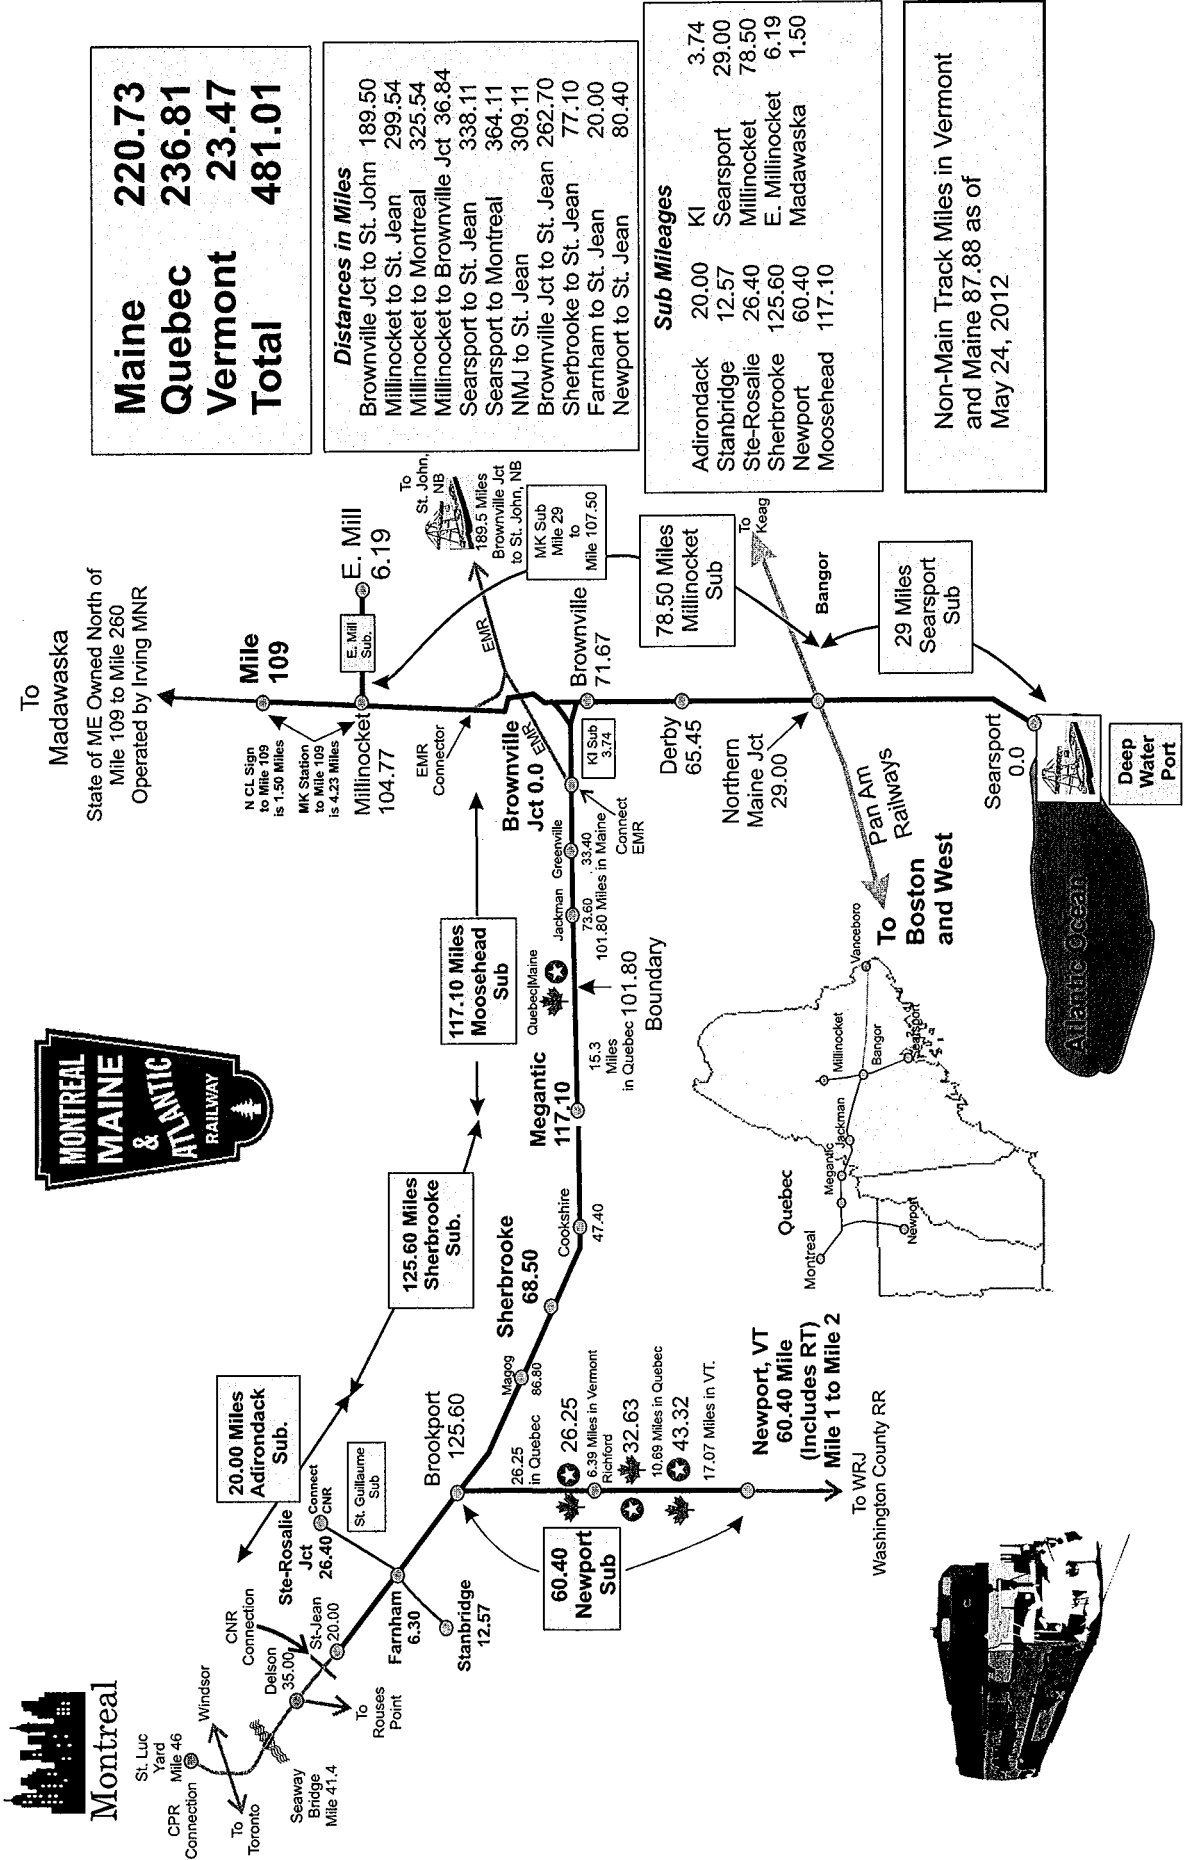 Montreal
MONTREAL
MAINE
&
ATLANTIC
RAILWAY
To
Madawaska
State of ME Owned North of
Mile 109 to Mile 260
Operated by Irving MNR
Maine 220.73
Quebec 236.81
Vermont 23.47
Total 481.01
St. Luc
Yard
Mile 46
CPR
Connection
Windsor
To
Toronto
Seaway
Bridge
Mile 41.4
CNR
Connection
Delson
35.00
St-Jean
20.00
To
Rouses
Point
20.00 Miles
Adirondack
Sub.
Ste-Rosalie
Jct
26.40
Connect
CNR
St. Guillaume
Sub
Farnham
6.30
Stanbridge
12.57
125.60 Miles
Sherbrooke
Sub.
Brookport
125.60
Magog
86.80
Sherbrooke
68.50
Cookshire
47.40
Megantic
117.10
117.10 Miles
Moosehead
Sub
Quebec|Maine
15.3
Miles
in Quebec
101.80
Boundary
Jackman
73.60
101.80 Miles in Maine
Greenville
33.40
Brownville
Jct 0.0
Connect
EMR
EMR
KI Sub
3.74
EMR
Connector
N CL Sign
to Mile 109
is 1.50 Miles
MK Station
to Mile 109
is 4.23 Miles
Mile
109
Millinocket
104.77
E. Mill
Sub.
E. Mill
6.19
EMR
To
St. John,
NB
189.5 Miles
Brownville Jct
to St. John, NB
MK Sub
Mile 29
to
Mile 107.50
Brownville
71.67
78.50 Miles
Millinocket
Sub
Derby
65.45
To
Keag
Northern
Maine Jct
29.00
Bangor
Pan Am
Railways
To
Boston
and West
29 Miles
Searsport
Sub
Searsport
0.0
Deep
Water
Port
Atlantic Ocean
60.40
Newport
Sub
26.25
in Quebec
26.25
6.39 Miles in Vermont
Richford
32.63
10.69 Miles in Quebec
43.32
17.07 Miles in VT.
Newport, VT
60.40 Mile
(Includes RT)
Mile 1 to Mile 2
To WRJ
Washington County RR
Quebec
Montreal
Newport
Megantic
Jackman
Millinocket
Bangor
Searsport
Vanceboro
Distances in Miles
Brownville Jct to St. John 189.50
Millinocket to St. Jean 299.54
Millinocket to Montreal 325.54
Millinocket to Brownville Jct 36.84
Searsport to St. Jean 338.11
Searsport to Montreal 364.11
NMJ to St. Jean 309.11
Brownville Jct to St. Jean 262.70
Sherbrooke to St. Jean 77.10
Farnham to St. Jean 20.00
Newport to St. Jean 80.40
Sub Mileages
Adirondack 20.00 KI 3.74
Stanbridge 12.57 Searsport 29.00
Ste-Rosalie 26.40 Millinocket 78.50
Sherbrooke 125.60 E. Millinocket 6.19
Newport 60.40 Madawaska 1.50
Moosehead 117.10
Non-Main Track Miles in Vermont
and Maine 87.88 as of
May 24, 2012